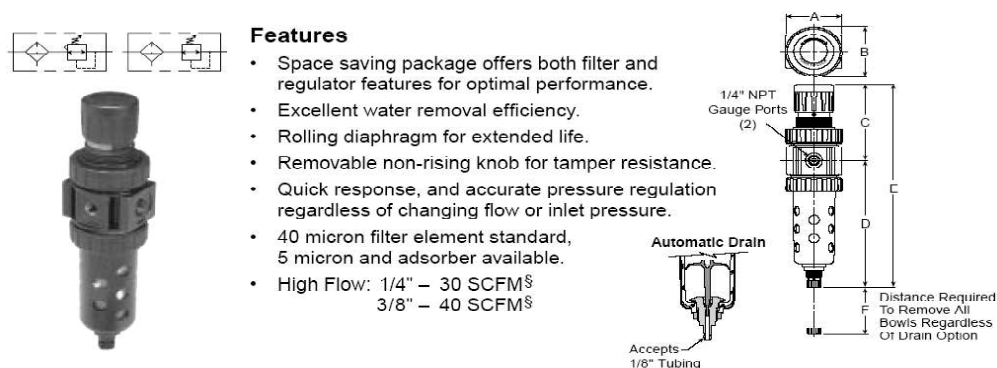 Features
• Space saving package offers both filter and
regulator features for optimal performance.
• Excellent water removal efficiency.
• Rolling diaphragm for extended life.
• Removable non-rising knob for tamper resistance.
• Quick response, and accurate pressure regulation
regardless of changing flow or inlet pressure.
• 40 micron filter element standard,
5 micron and adsorber available.
• High Flow: 1/4" – 30 SCFM§
3/8" – 40 SCFM§
Automatic Drain
Accepts
1/8" Tubing
A
B
1/4" NPT
Gauge Ports
(2)
C
E
D
F
Distance Required
To Remove All
Bowls Regardless
Of Drain Option